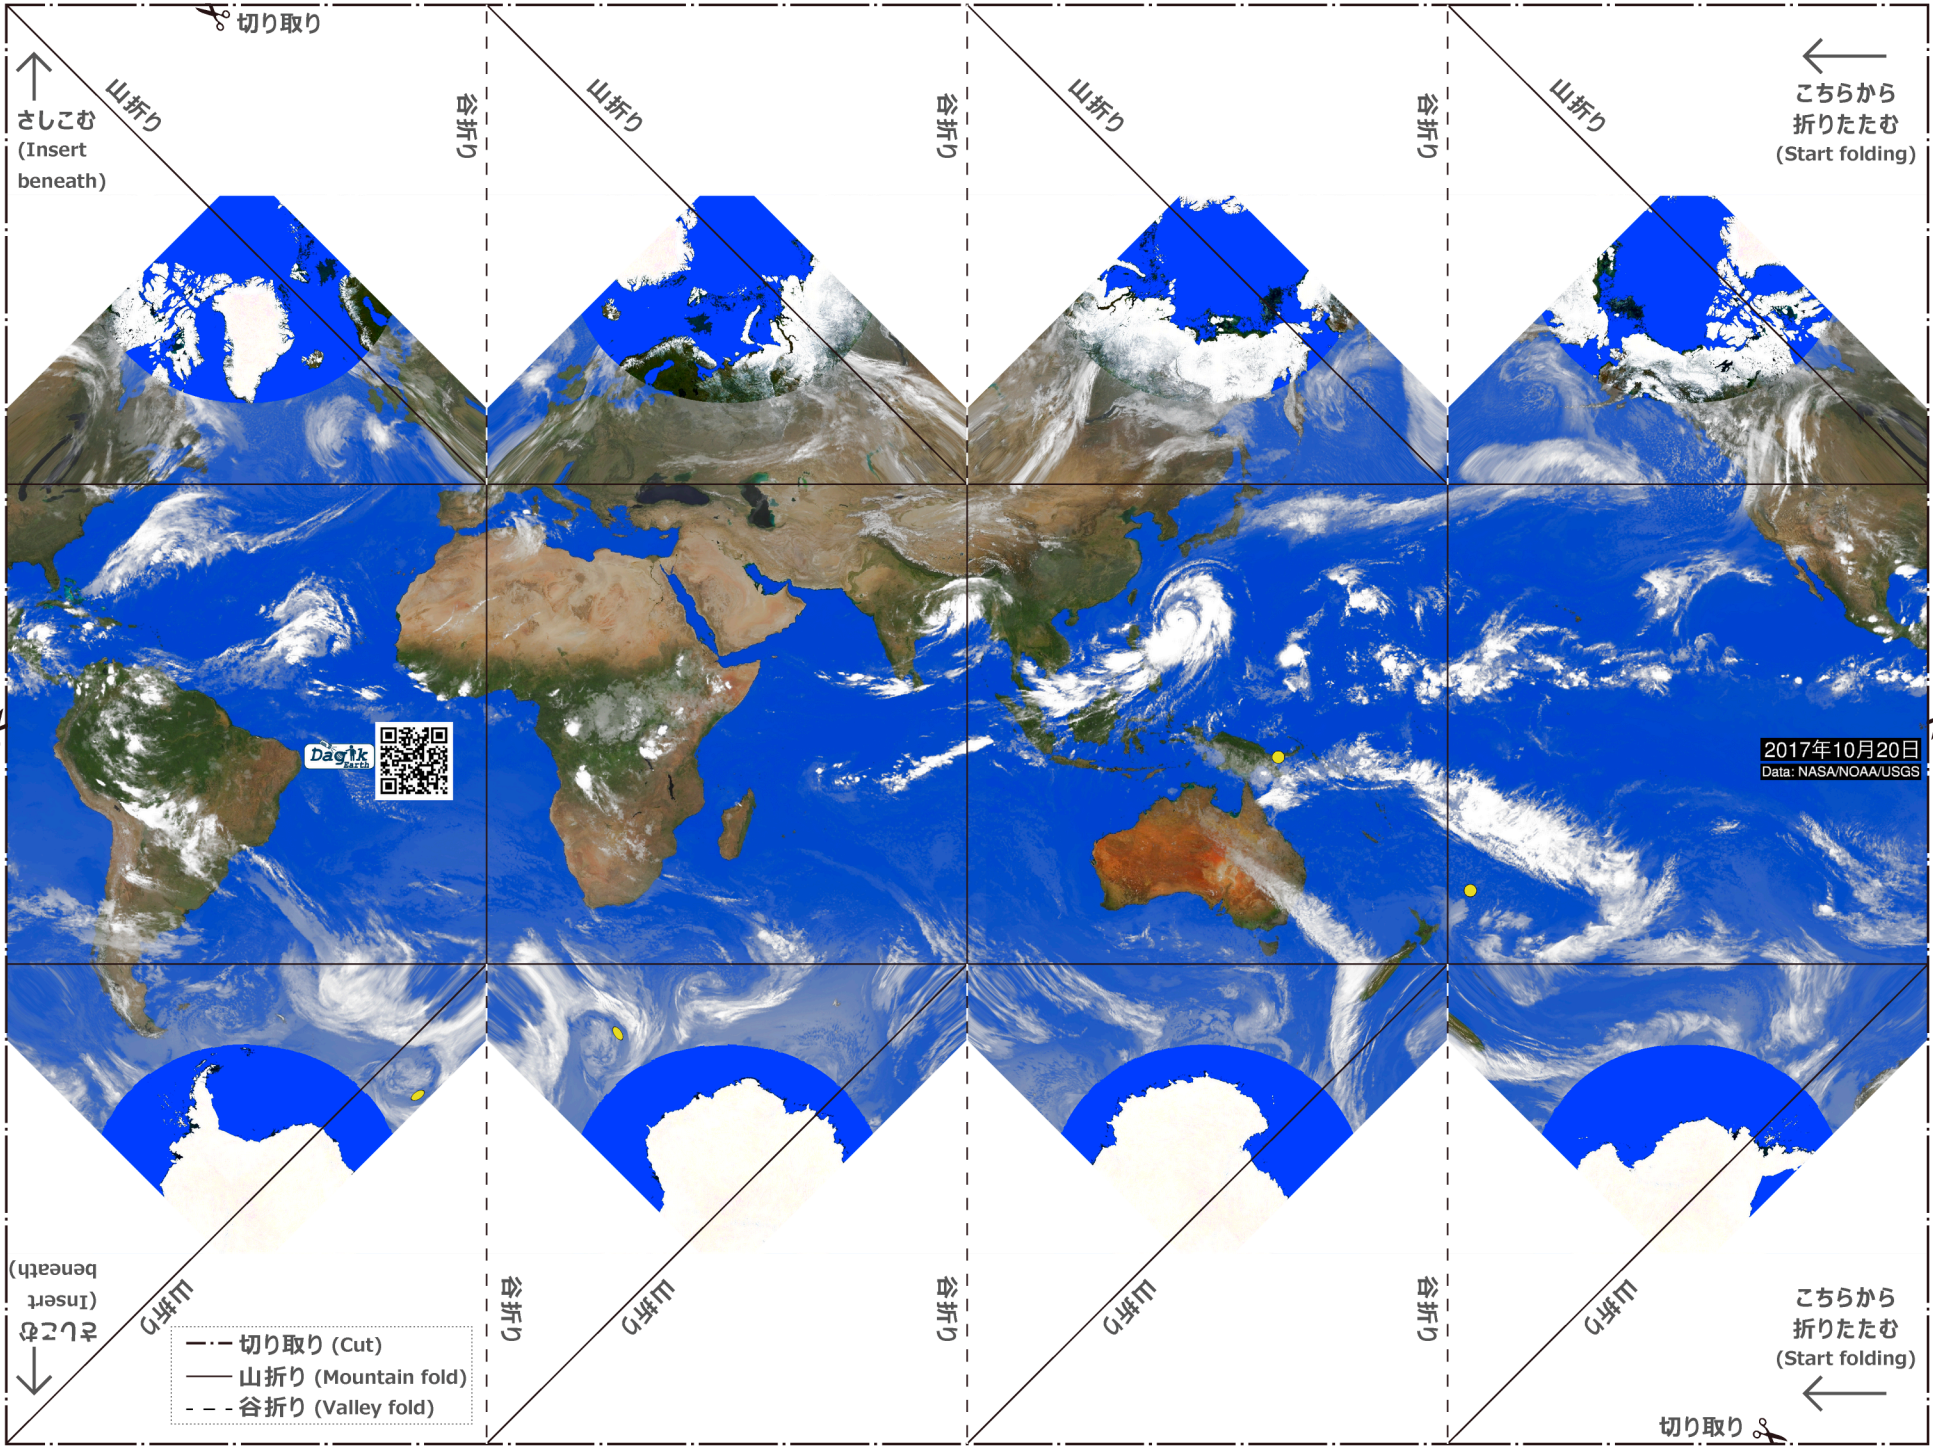 切り取り
さしこむ
(Insert
beneath)
山折り
谷折り
山折り
谷折り
山折り
谷折り
山折り
こちらから
折りたたむ
(Start folding)
Dagik
Earth
2017年10月20日
Data: NASA/NOAA/USGS
さしこむ
(Insert
beneath)
山折り
谷折り
山折り
谷折り
山折り
谷折り
山折り
こちらから
折りたたむ
(Start folding)
切り取り (Cut)
山折り (Mountain fold)
谷折り (Valley fold)
切り取り